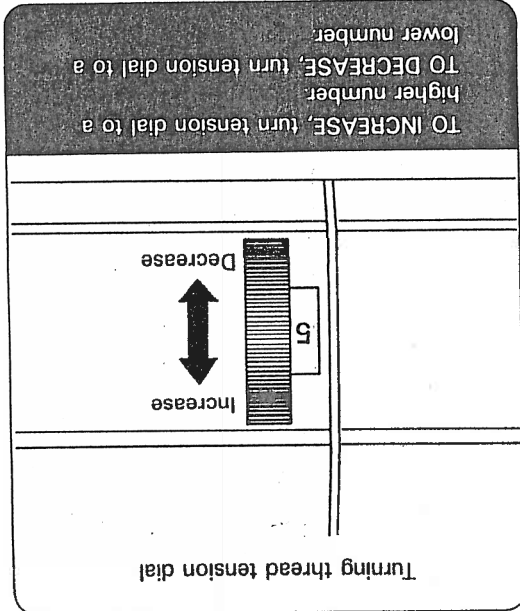 Turning thread tension dial
Increase
5
Decrease
TO INCREASE, turn tension dial to a
higher number.
TO DECREASE, turn tension dial to a
lower number.